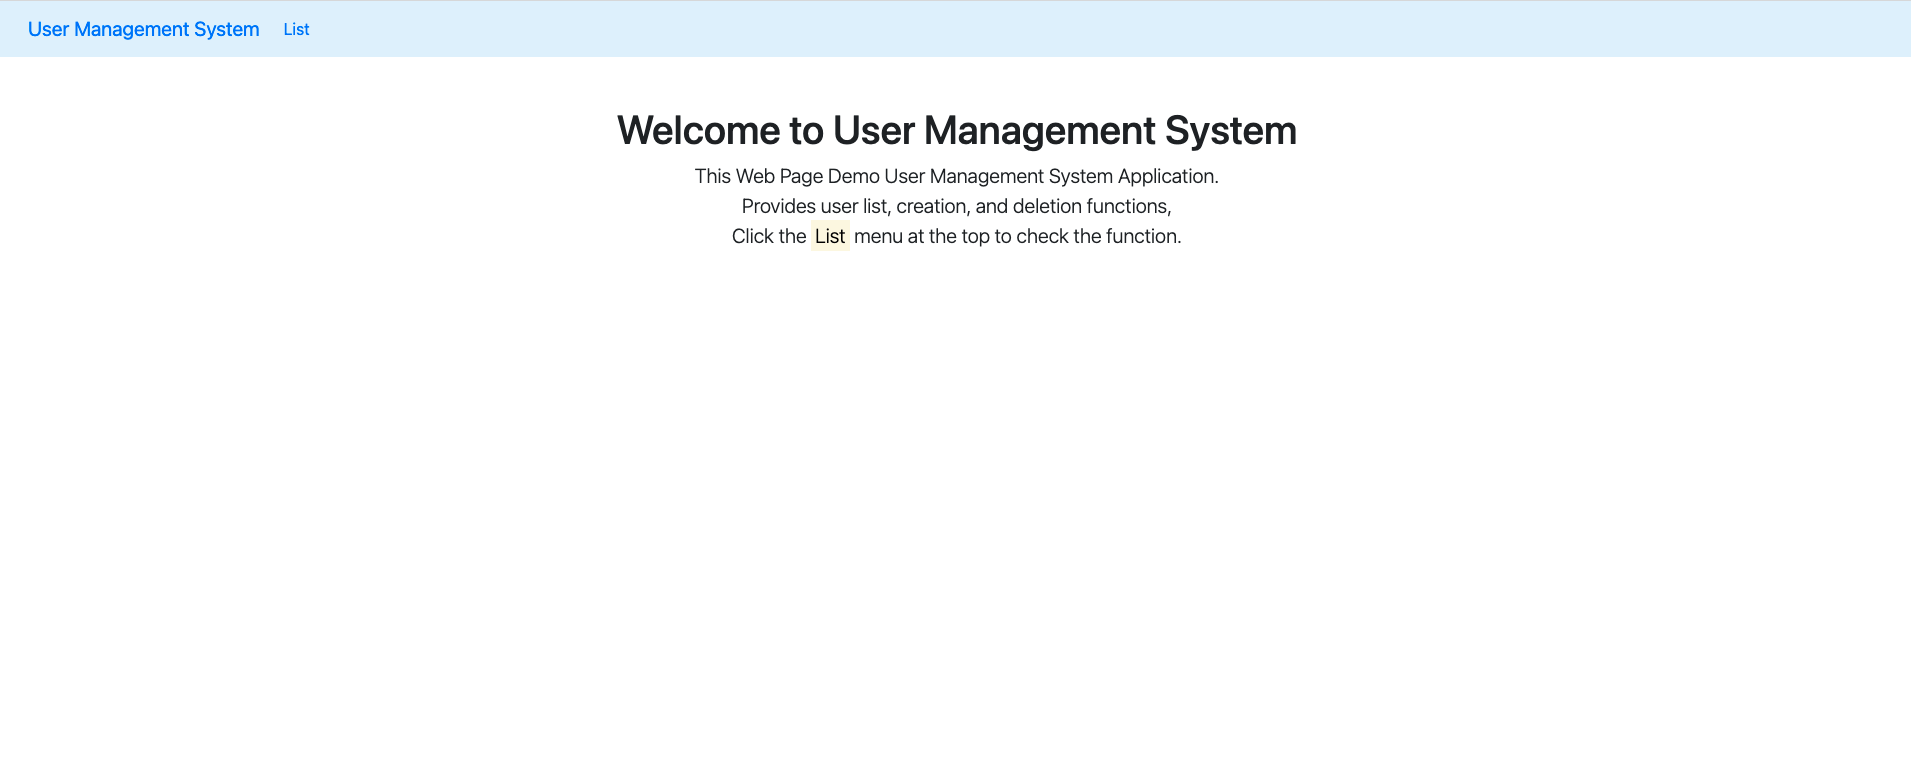 User Management System List
Welcome to User Management System
This Web Page Demo User Management System Application.
Provides user list, creation, and deletion functions,
Click the List menu at the top to check the function.